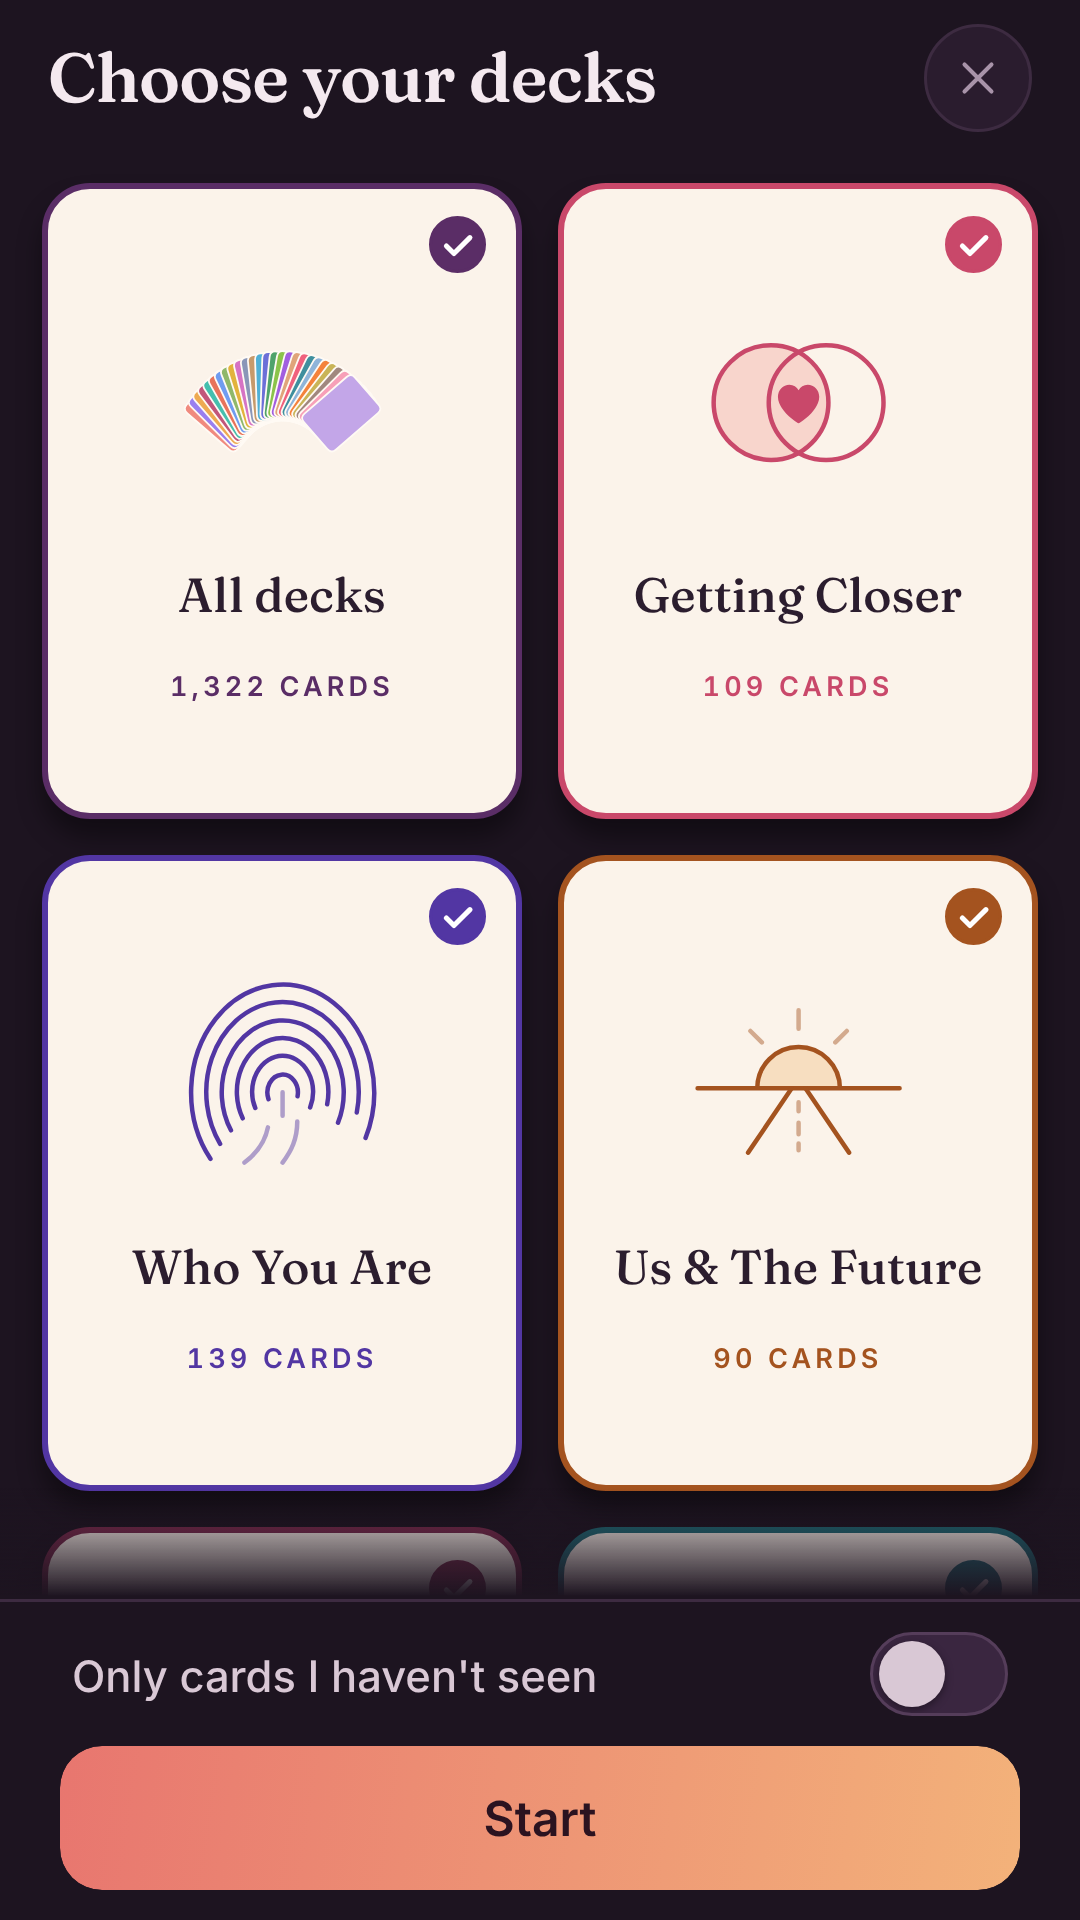 Choose your decks
All decks
1,322 CARDS
Getting Closer
109 CARDS
Who You Are
139 CARDS
Us & The Future
90 CARDS
Only cards I haven't seen
Start